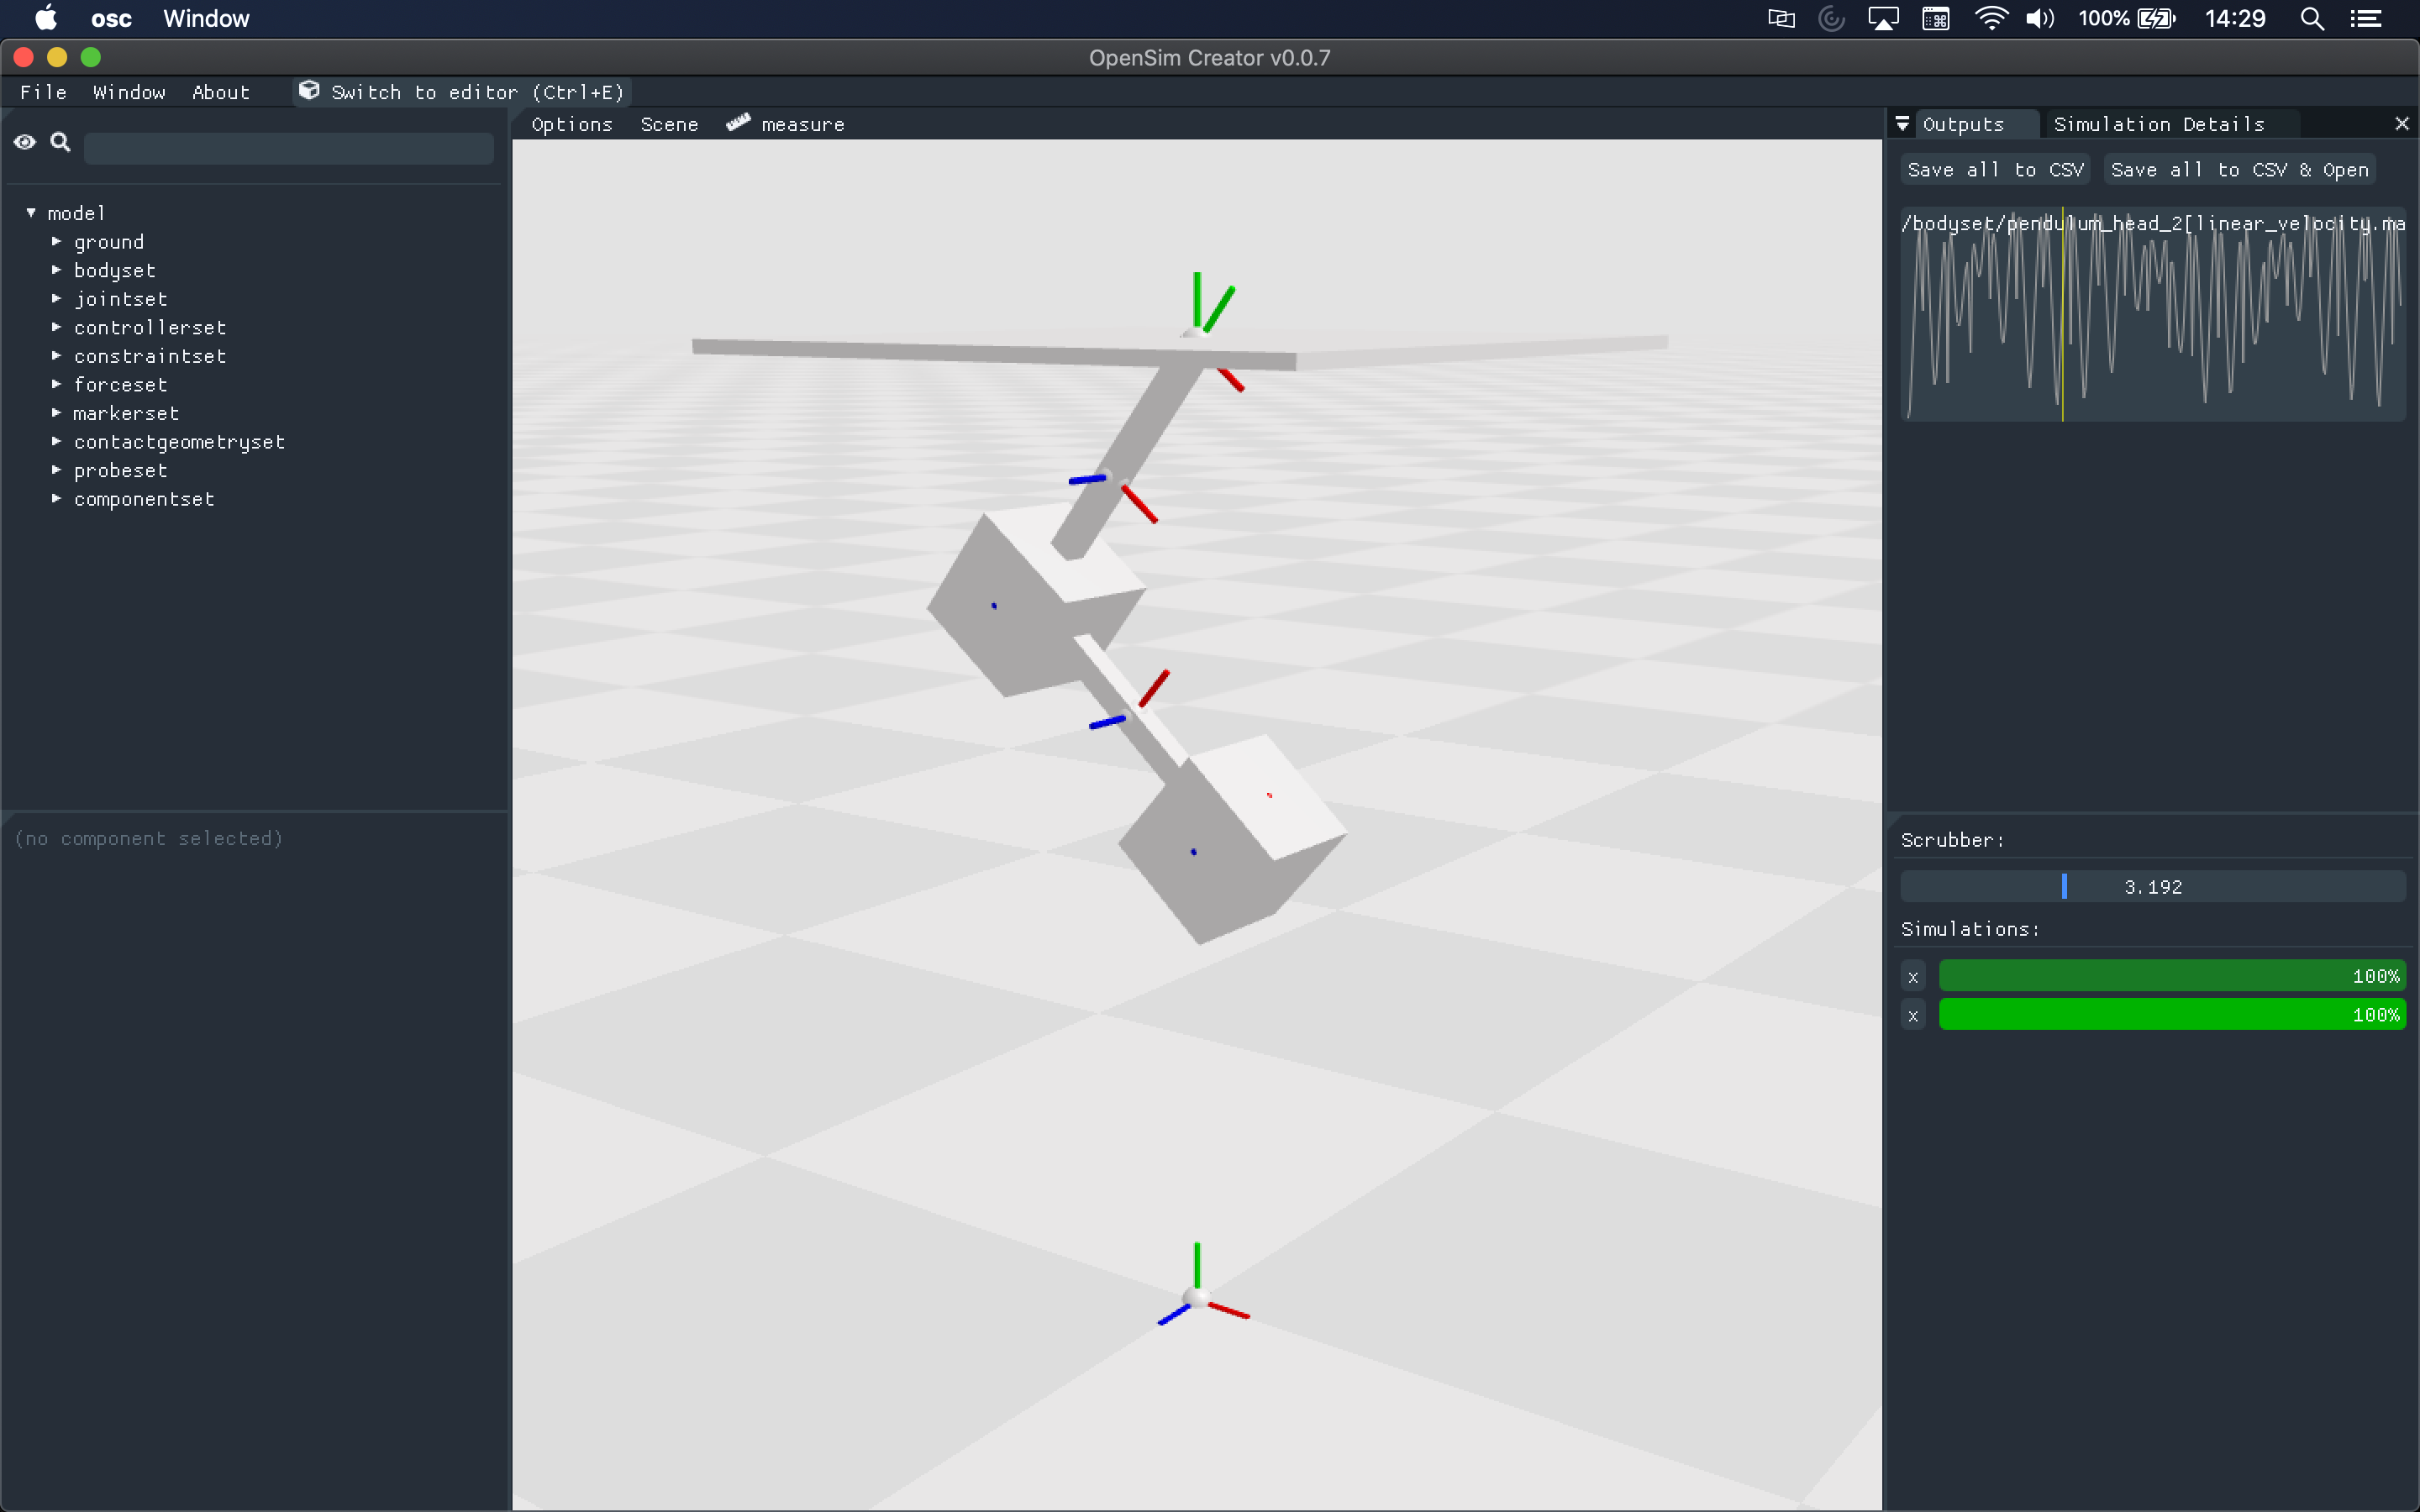 osc Window 100% 14:29
OpenSim Creator v0.0.7
File Window About Switch to editor (Ctrl+E)
Options Scene measure
Outputs Simulation Details
Save all to CSV Save all to CSV & Open
/bodyset/pendulum_head_2[linear_velocity.ma
model
ground
bodyset
jointset
controllerset
constraintset
forceset
markerset
contactgeometryset
probeset
componentset
(no component selected)
Scrubber:
3.192
Simulations:
x 100%
x 100%